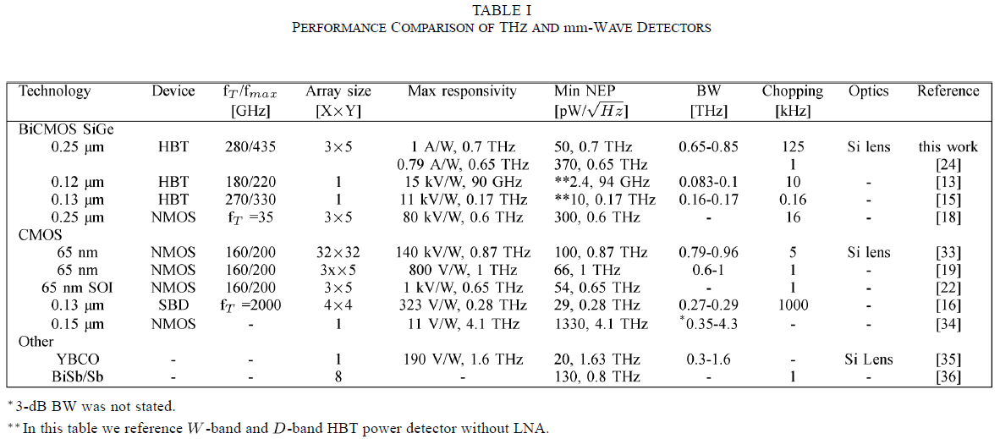 TABLE I
PERFORMANCE COMPARISON OF THZ AND mm-WAVE DETECTORS
Technology Device fT/fmax Array size Max responsivity Min NEP BW Chopping Optics Reference
[GHz] [X×Y] [pW/√Hz] [THz] [kHz]
BiCMOS SiGe
0.25 μm HBT 280/435 3×5 1 A/W, 0.7 THz 50, 0.7 THz 0.65-0.85 125 Si lens this work
0.79 A/W, 0.65 THz 370, 0.65 THz 1 [24]
0.12 μm HBT 180/220 1 15 kV/W, 90 GHz **2.4, 94 GHz 0.083-0.1 10 - [13]
0.13 μm HBT 270/330 1 11 kV/W, 0.17 THz **10, 0.17 THz 0.16-0.17 0.16 - [15]
0.25 μm NMOS fT =35 3×5 80 kV/W, 0.6 THz 300, 0.6 THz - 16 - [18]
CMOS
65 nm NMOS 160/200 32×32 140 kV/W, 0.87 THz 100, 0.87 THz 0.79-0.96 5 Si lens [33]
65 nm NMOS 160/200 3x×5 800 V/W, 1 THz 66, 1 THz 0.6-1 1 - [19]
65 nm SOI NMOS 160/200 3×5 1 kV/W, 0.65 THz 54, 0.65 THz - 1 - [22]
0.13 μm SBD fT =2000 4×4 323 V/W, 0.28 THz 29, 0.28 THz 0.27-0.29 1000 - [16]
0.15 μm NMOS - 1 11 V/W, 4.1 THz 1330, 4.1 THz *0.35-4.3 - - [34]
Other
YBCO - - 1 190 V/W, 1.6 THz 20, 1.63 THz 0.3-1.6 - Si Lens [35]
BiSb/Sb - - 8 - 130, 0.8 THz 1 - [36]
*3-dB BW was not stated.
**In this table we reference W-band and D-band HBT power detector without LNA.